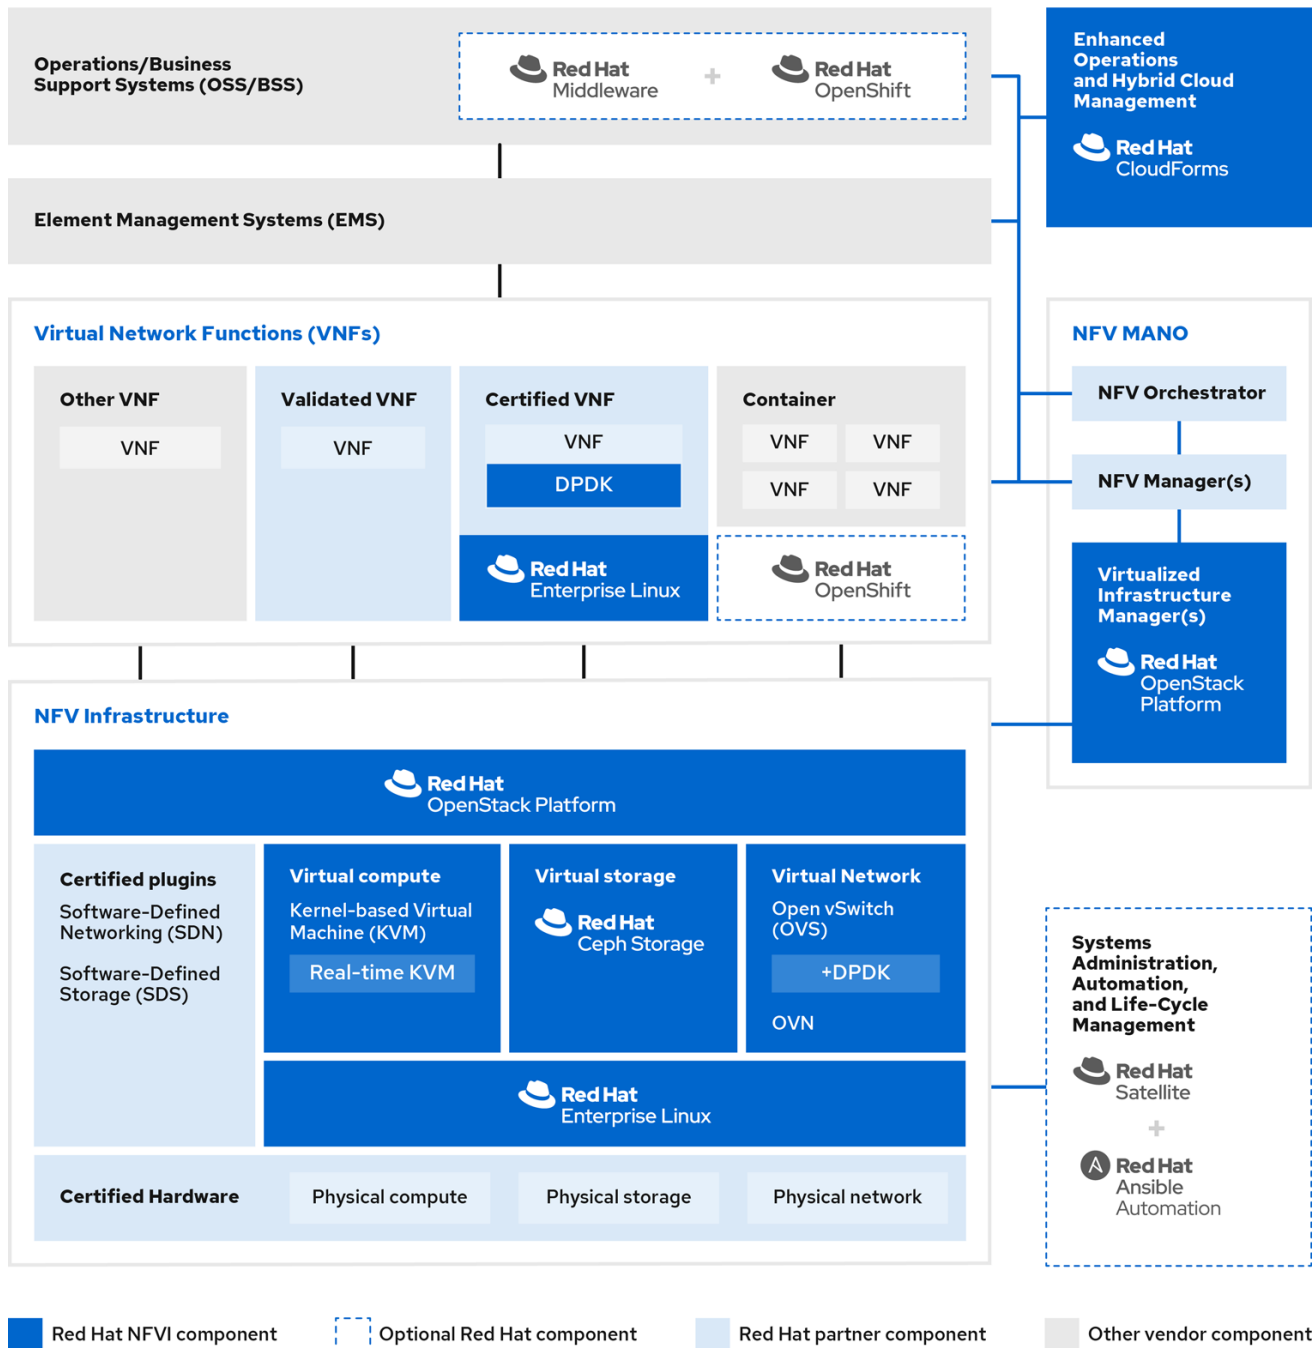 Operations/Business
Support Systems (OSS/BSS)
Red Hat
Middleware
+
Red Hat
OpenShift
Enhanced
Operations
and Hybrid Cloud
Management
Red Hat
CloudForms
Element Management Systems (EMS)
Virtual Network Functions (VNFs)
Other VNF
VNF
Validated VNF
VNF
Certified VNF
VNF
DPDK
Red Hat
Enterprise Linux
Container
VNF VNF
VNF VNF
Red Hat
OpenShift
NFV MANO
NFV Orchestrator
NFV Manager(s)
Virtualized
Infrastructure
Manager(s)
Red Hat
OpenStack
Platform
NFV Infrastructure
Red Hat
OpenStack Platform
Certified plugins
Software-Defined
Networking (SDN)
Software-Defined
Storage (SDS)
Virtual compute
Kernel-based Virtual
Machine (KVM)
Real-time KVM
Virtual storage
Red Hat
Ceph Storage
Virtual Network
Open vSwitch
(OVS)
+DPDK
OVN
Red Hat
Enterprise Linux
Certified Hardware
Physical compute
Physical storage
Physical network
Systems
Administration,
Automation,
and Life-Cycle
Management
Red Hat
Satellite
+
Red Hat
Ansible
Automation
Red Hat NFVI component
Optional Red Hat component
Red Hat partner component
Other vendor component